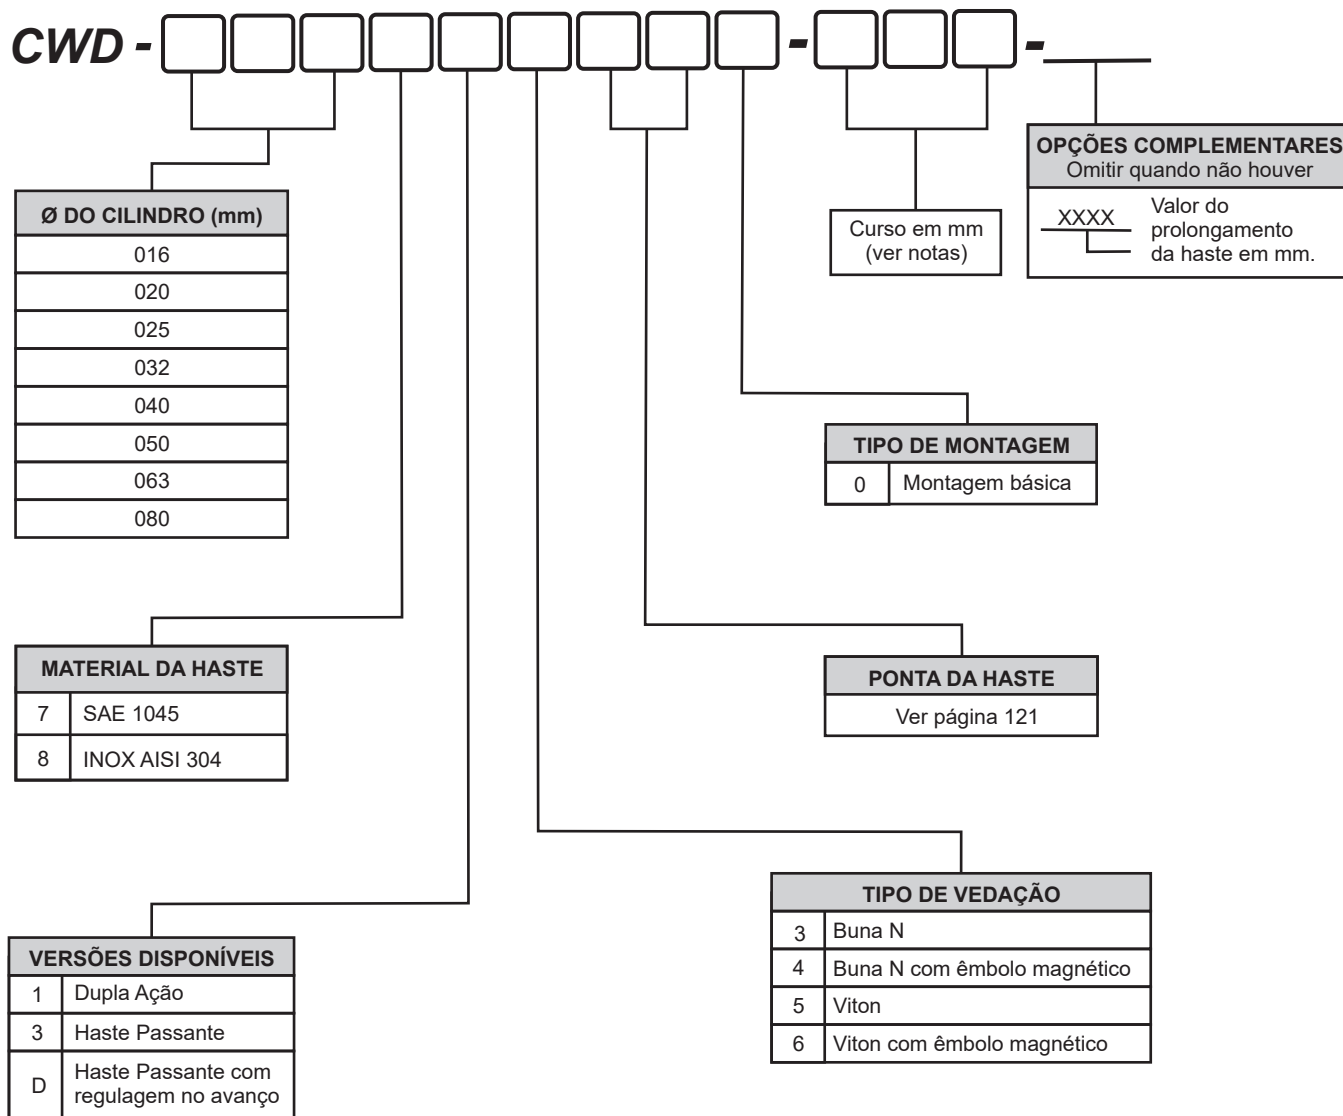 CWD - - -
OPÇÕES COMPLEMENTARES
Omitir quando não houver
XXXX
Valor do
prolongamento
da haste em mm.
Curso em mm
(ver notas)
Ø DO CILINDRO (mm)
016
020
025
032
040
050
063
080
TIPO DE MONTAGEM
0 Montagem básica
MATERIAL DA HASTE
7 SAE 1045
8 INOX AISI 304
PONTA DA HASTE
Ver página 121
TIPO DE VEDAÇÃO
3 Buna N
4 Buna N com êmbolo magnético
5 Viton
6 Viton com êmbolo magnético
VERSÕES DISPONÍVEIS
1 Dupla Ação
3 Haste Passante
D Haste Passante com
regulagem no avanço